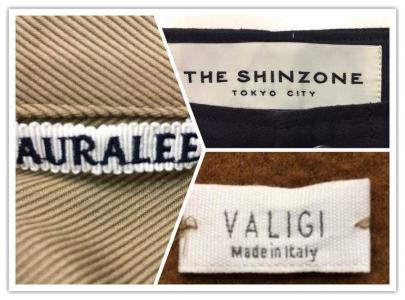 AURALEE
THE SHINZONE
TOKYO CITY
VALIGI
Made in Italy